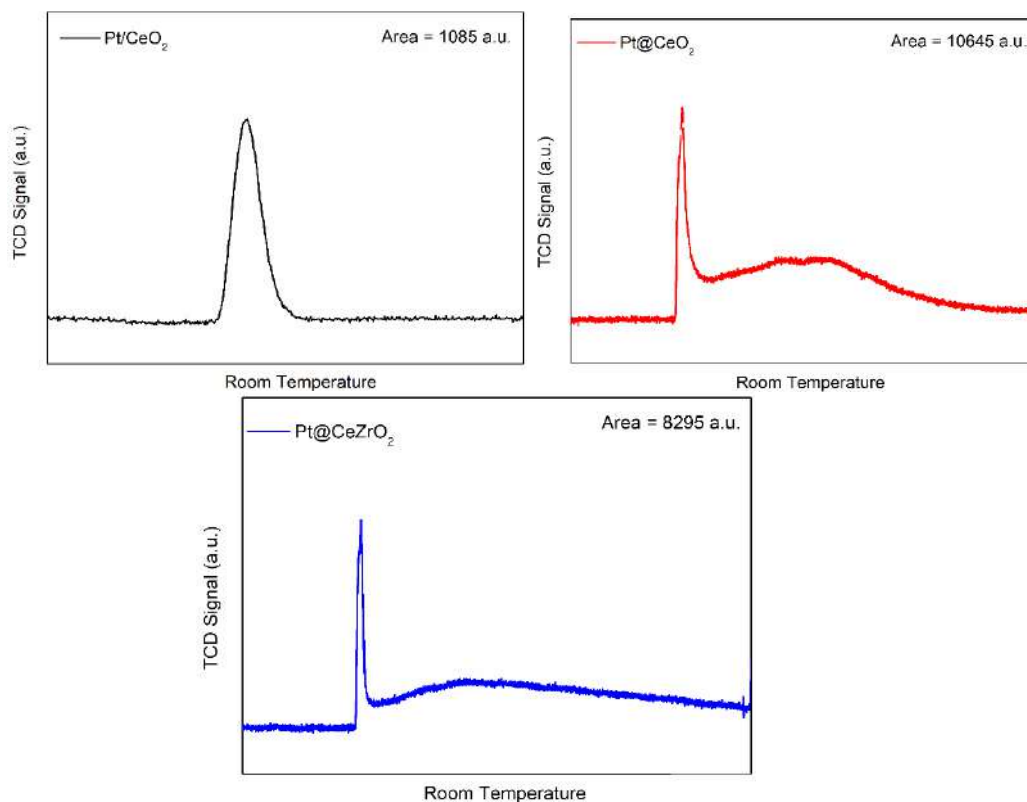 Pt/CeO₂
Area = 1085 a.u.
TCD Signal (a.u.)
Room Temperature
Pt@CeO₂
Area = 10645 a.u.
TCD Signal (a.u.)
Room Temperature
Pt@CeZrO₂
Area = 8295 a.u.
TCD Signal (a.u.)
Room Temperature